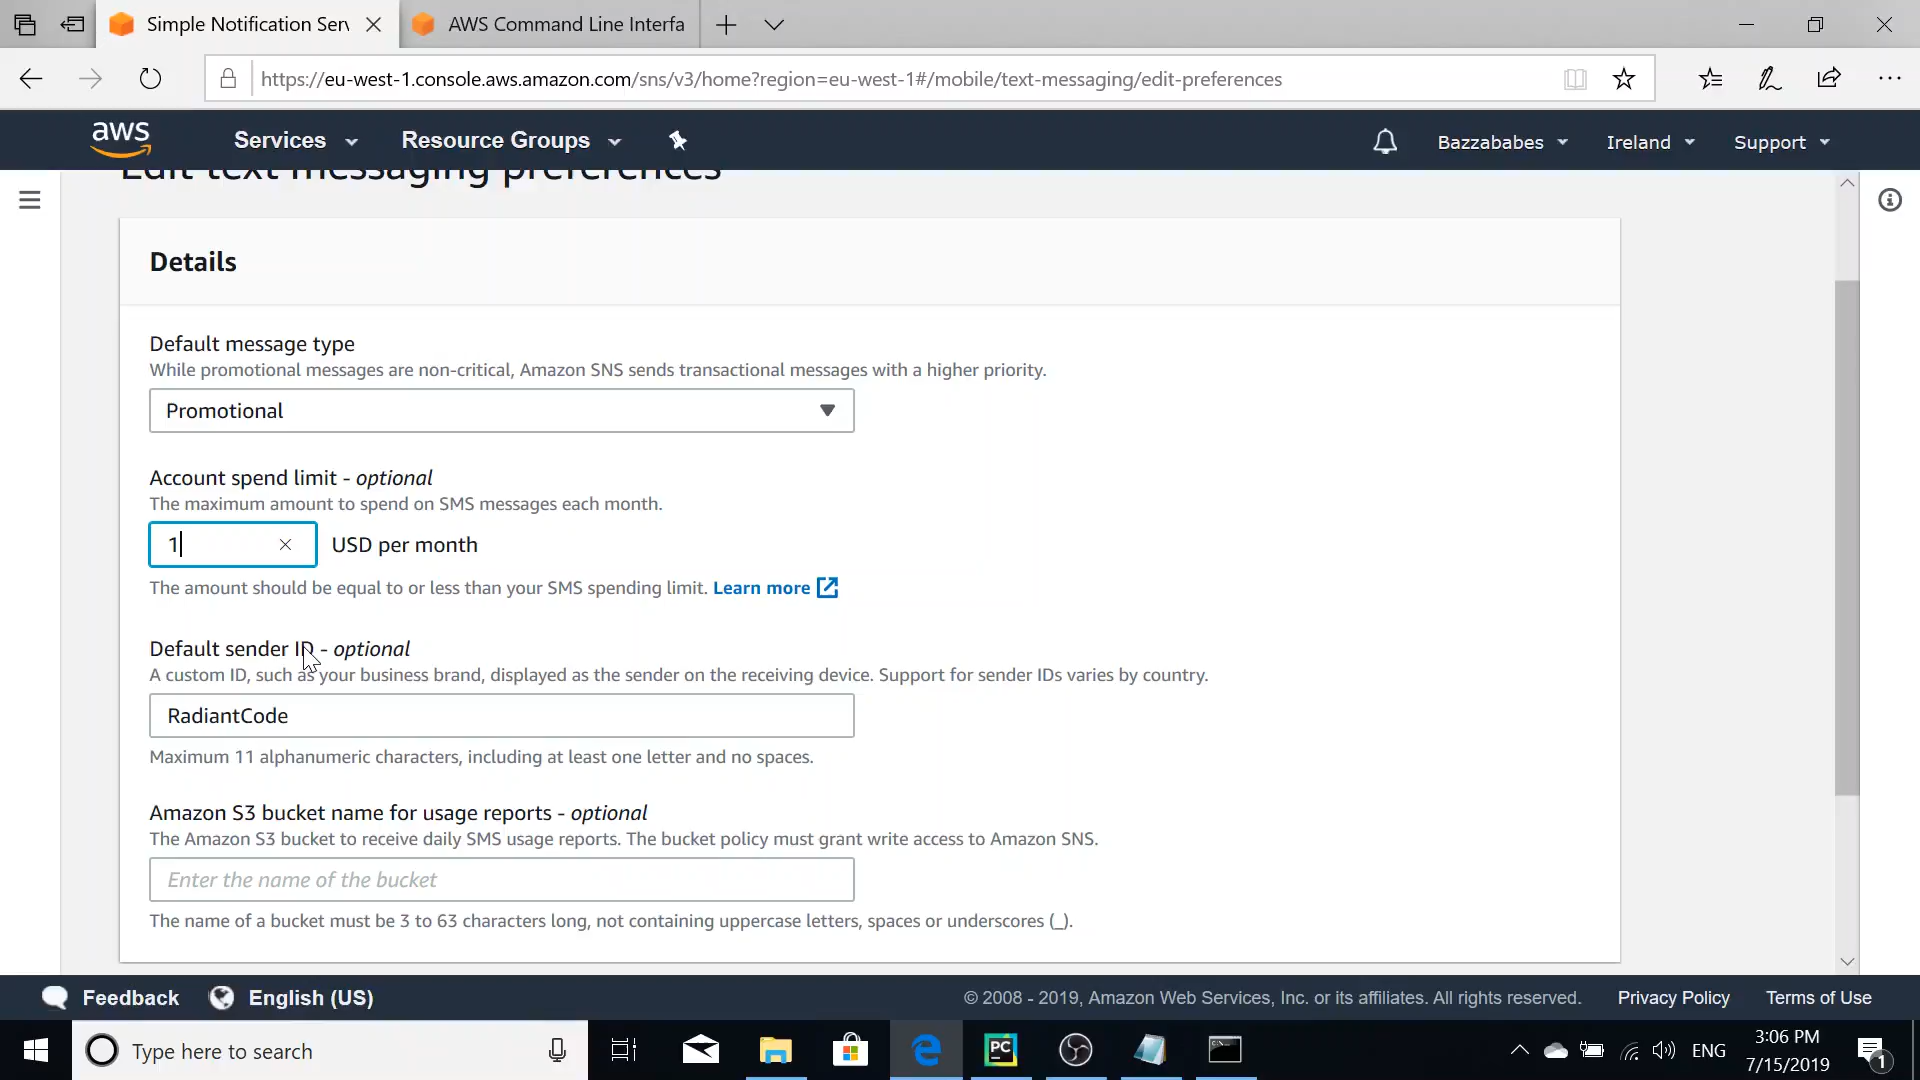 Simple Notification Serv
AWS Command Line Interfa
https://eu-west-1.console.aws.amazon.com/sns/v3/home?region=eu-west-1#/mobile/text-messaging/edit-preferences
aws
Services
Resource Groups
Bazzababes
Ireland
Support
Edit text messaging preferences
Details
Default message type
While promotional messages are non-critical, Amazon SNS sends transactional messages with a higher priority.
Promotional
Account spend limit - optional
The maximum amount to spend on SMS messages each month.
1
USD per month
The amount should be equal to or less than your SMS spending limit. Learn more
Default sender ID - optional
A custom ID, such as your business brand, displayed as the sender on the receiving device. Support for sender IDs varies by country.
RadiantCode
Maximum 11 alphanumeric characters, including at least one letter and no spaces.
Amazon S3 bucket name for usage reports - optional
The Amazon S3 bucket to receive daily SMS usage reports. The bucket policy must grant write access to Amazon SNS.
Enter the name of the bucket
The name of a bucket must be 3 to 63 characters long, not containing uppercase letters, spaces or underscores (_).
Feedback
English (US)
© 2008 - 2019, Amazon Web Services, Inc. or its affiliates. All rights reserved.
Privacy Policy
Terms of Use
Type here to search
PC
ENG
3:06 PM
7/15/2019
1